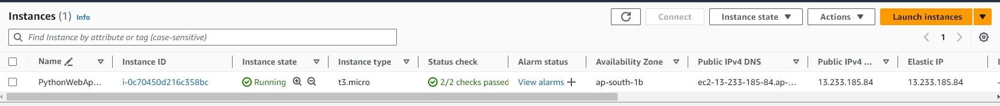 Instances (1) Info Connect Instance state Actions Launch instances
Find Instance by attribute or tag (case-sensitive) 1
Name Instance ID Instance state Instance type Status check Alarm status Availability Zone Public IPv4 DNS Public IPv4 ... Elastic IP
PythonWebAp... i-0c70450d216c358bc Running t3.micro 2/2 checks passed View alarms ap-south-1b ec2-13-233-185-84.ap-... 13.233.185.84 13.233.185.84